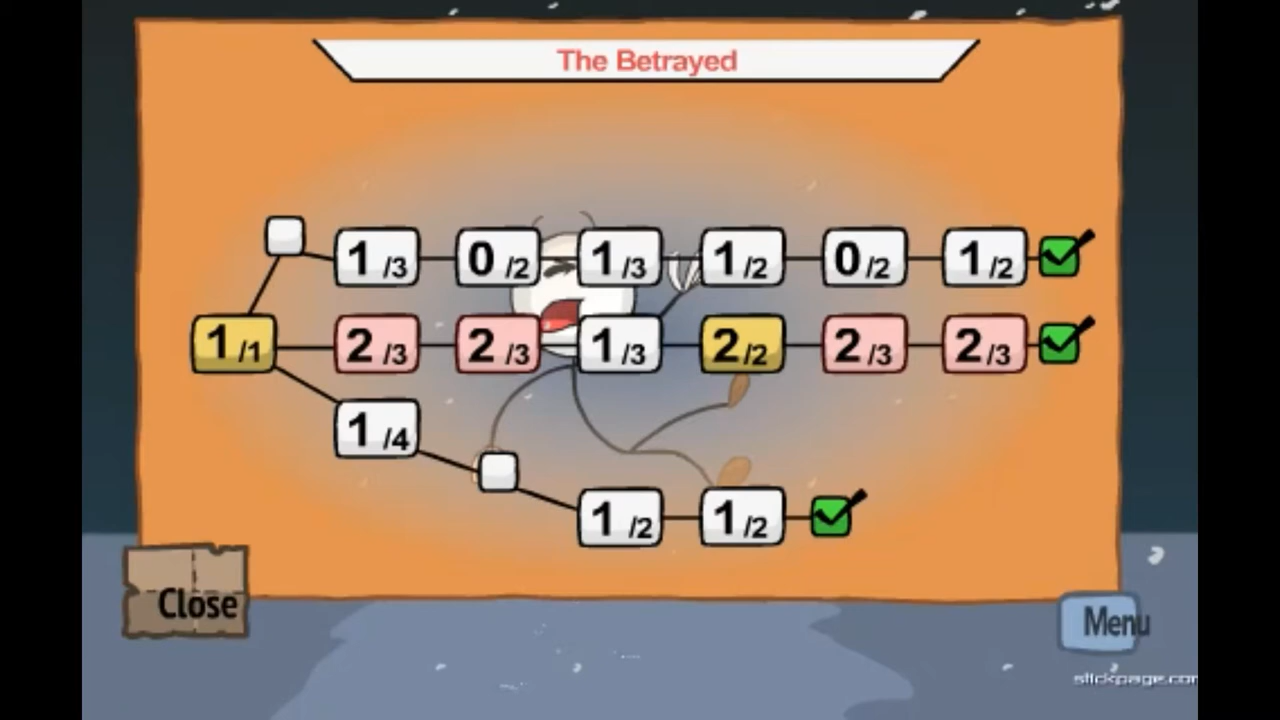 The Betrayed
1/3 0/2 1/3 1/2 0/2 1/2
1/1 2/3 2/3 1/3 2/2 2/3 2/3
1/4
1/2 1/2
Close
Menu
stickpage.com